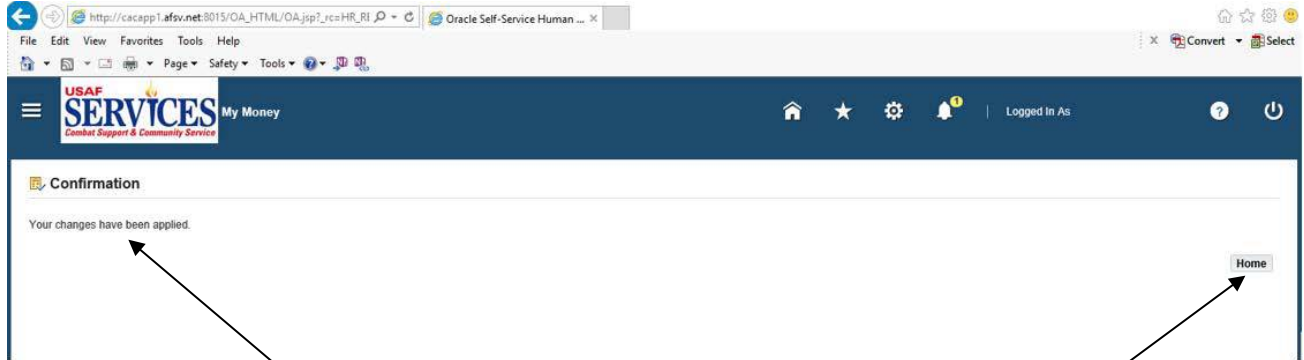 http://cacapp1.afsv.net:8015/OA_HTML/OA.jsp?_rc=HR_RI
Oracle Self-Service Human ...
File Edit View Favorites Tools Help
Convert Select
Page Safety Tools
USAF
SERVICES
Combat Support & Community Service
My Money
1
Logged In As
?
Confirmation
Your changes have been applied.
Home